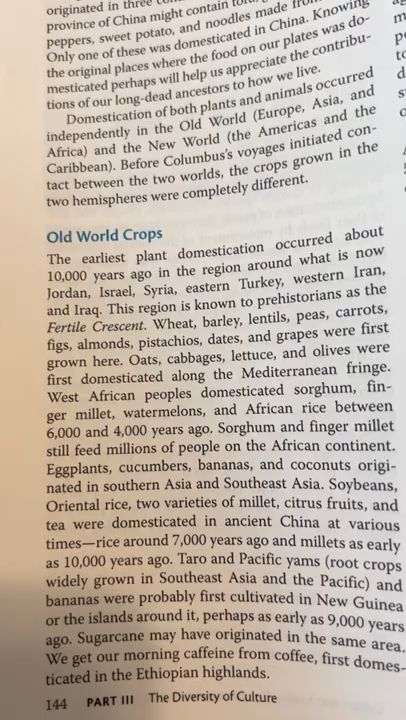 originated in three
province of China might contain
peppers, sweet potato, and noodles made from
Only one of these was domesticated in China. Knowing
the original places where the food on our plates was do-
mesticated perhaps will help us appreciate the contribu-
tions of our long-dead ancestors to how we live.
Domestication of both plants and animals occurred
independently in the Old World (Europe, Asia, and
Africa) and the New World (the Americas and the
Caribbean). Before Columbus's voyages initiated con-
tact between the two worlds, the crops grown in the
two hemispheres were completely different.
Old World Crops
The earliest plant domestication occurred about
10,000 years ago in the region around what is now
Jordan, Israel, Syria, eastern Turkey, western Iran,
and Iraq. This region is known to prehistorians as the
Fertile Crescent. Wheat, barley, lentils, peas, carrots,
figs, almonds, pistachios, dates, and grapes were first
grown here. Oats, cabbages, lettuce, and olives were
first domesticated along the Mediterranean fringe.
West African peoples domesticated sorghum, fin-
ger millet, watermelons, and African rice between
6,000 and 4,000 years ago. Sorghum and finger millet
still feed millions of people on the African continent.
Eggplants, cucumbers, bananas, and coconuts origi-
nated in southern Asia and Southeast Asia. Soybeans,
Oriental rice, two varieties of millet, citrus fruits, and
tea were domesticated in ancient China at various
times—rice around 7,000 years ago and millets as early
as 10,000 years ago. Taro and Pacific yams (root crops
widely grown in Southeast Asia and the Pacific) and
bananas were probably first cultivated in New Guinea
or the islands around it, perhaps as early as 9,000 years
ago. Sugarcane may have originated in the same area.
We get our morning caffeine from coffee, first domes-
ticated in the Ethiopian highlands.
144 PART III The Diversity of Culture